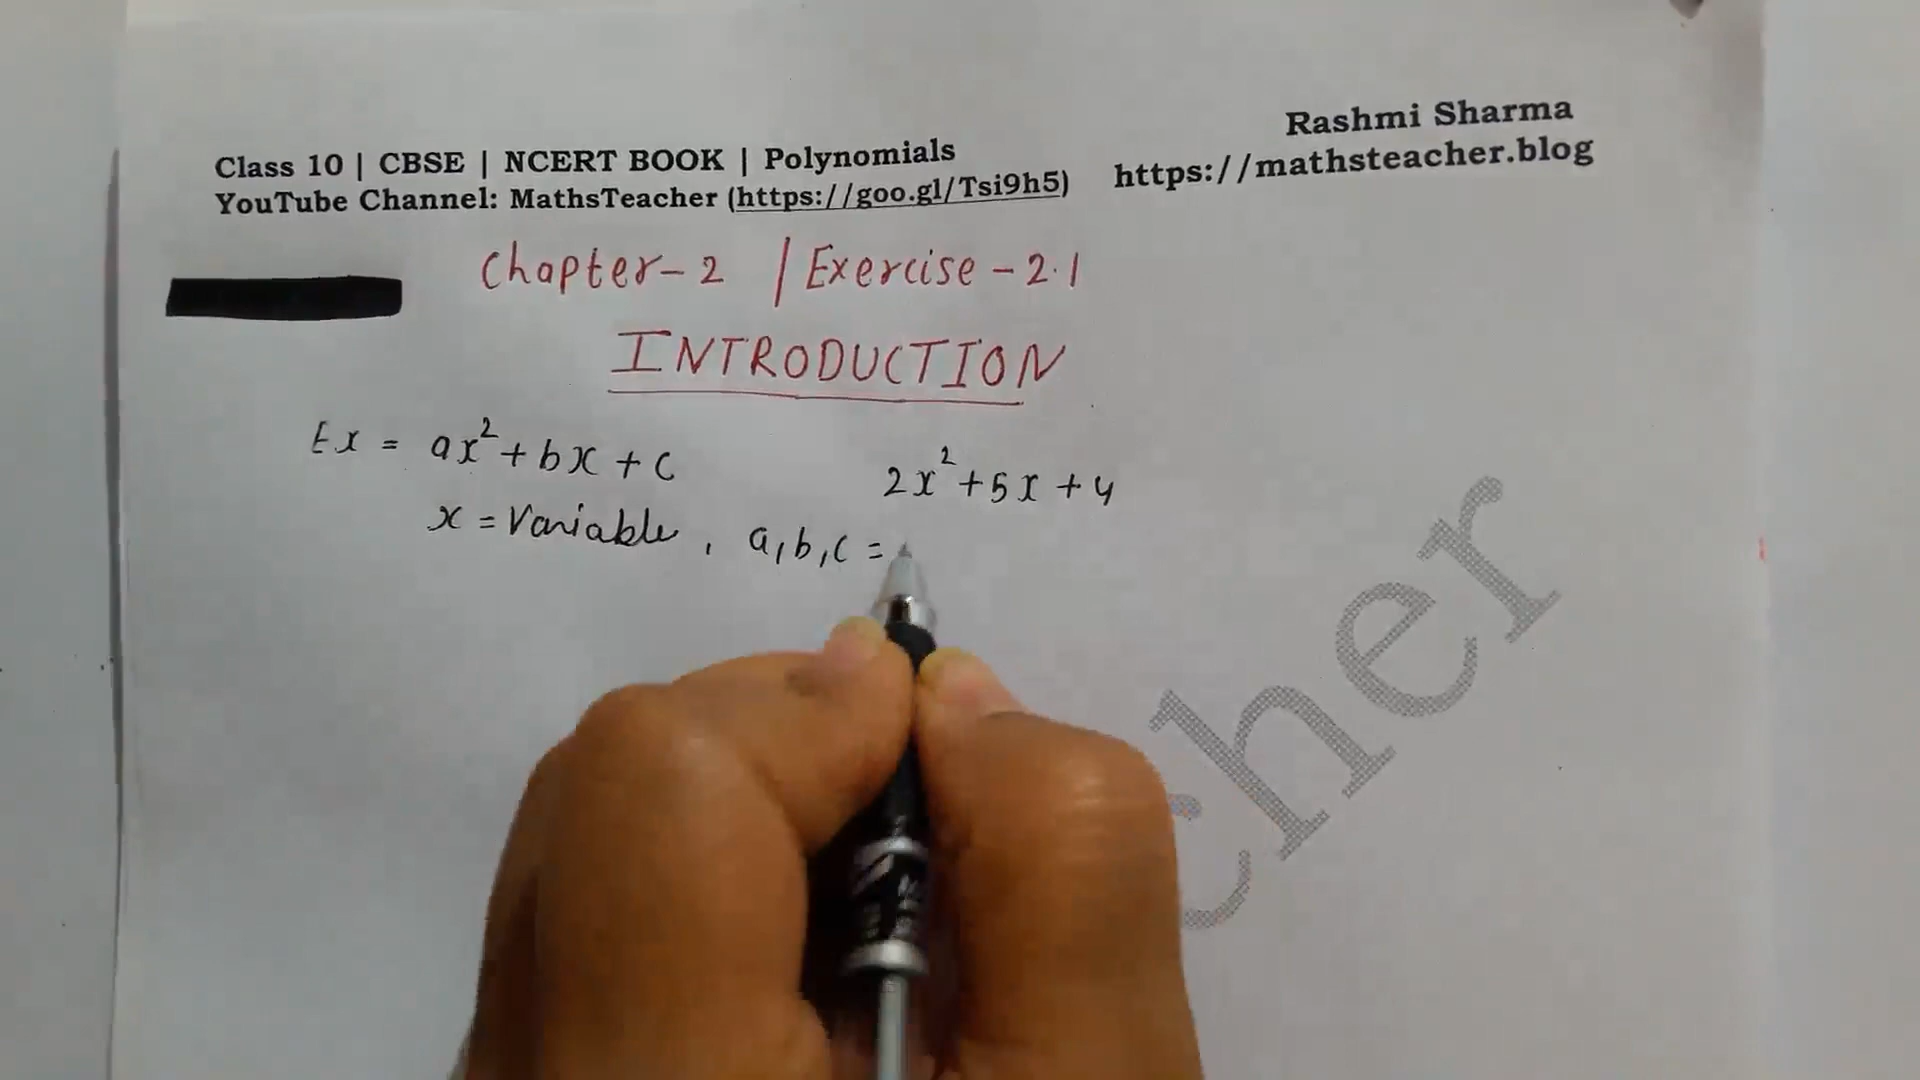 Rashmi Sharma
Class 10 | CBSE | NCERT BOOK | Polynomials
https://mathsteacher.blog
YouTube Channel: MathsTeacher (https://goo.gl/Tsi9h5)
Chapter-2 / Exercise-2.1
INTRODUCTION
Ex = ax²+bx+c 2x²+5x+4
x = Variable, a,b,c =
cher